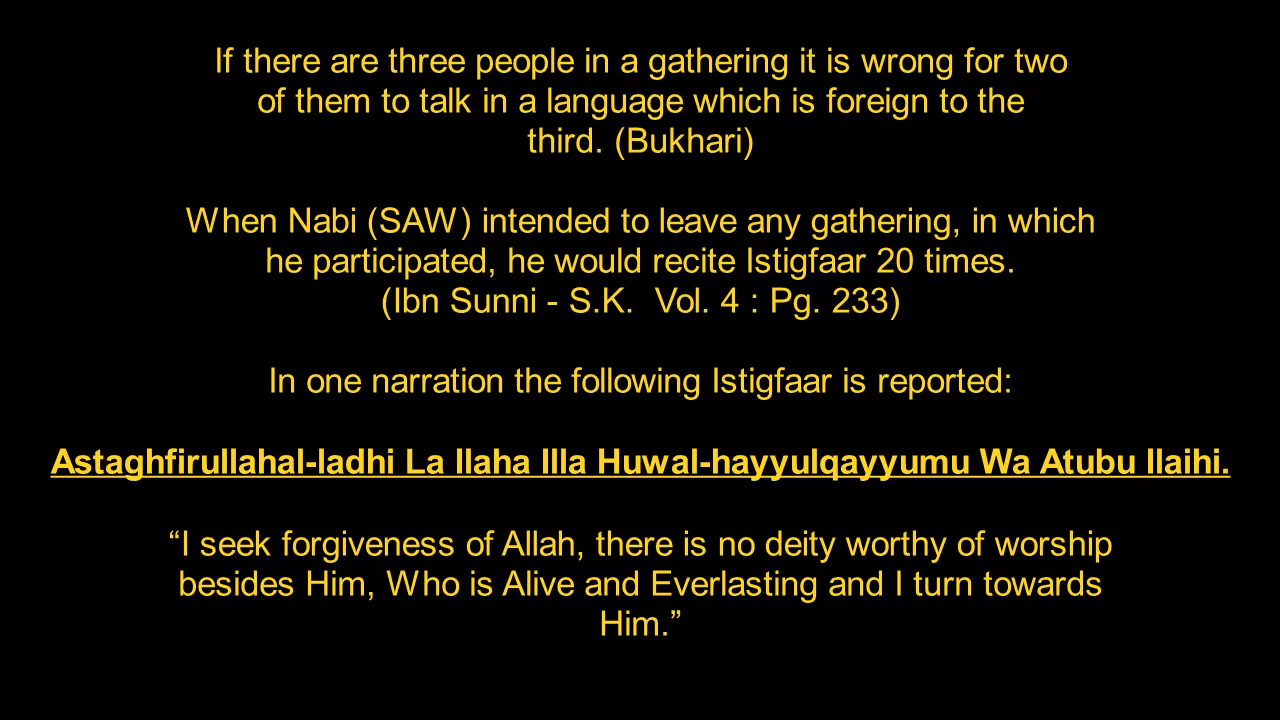 If there are three people in a gathering it is wrong for two
of them to talk in a language which is foreign to the
third. (Bukhari)
When Nabi (SAW) intended to leave any gathering, in which
he participated, he would recite Istigfaar 20 times.
(Ibn Sunni - S.K.  Vol. 4 : Pg. 233)
In one narration the following Istigfaar is reported:
Astaghfirullahal-ladhi La Ilaha Illa Huwal-hayyulqayyumu Wa Atubu Ilaihi.
“I seek forgiveness of Allah, there is no deity worthy of worship
besides Him, Who is Alive and Everlasting and I turn towards
Him.”